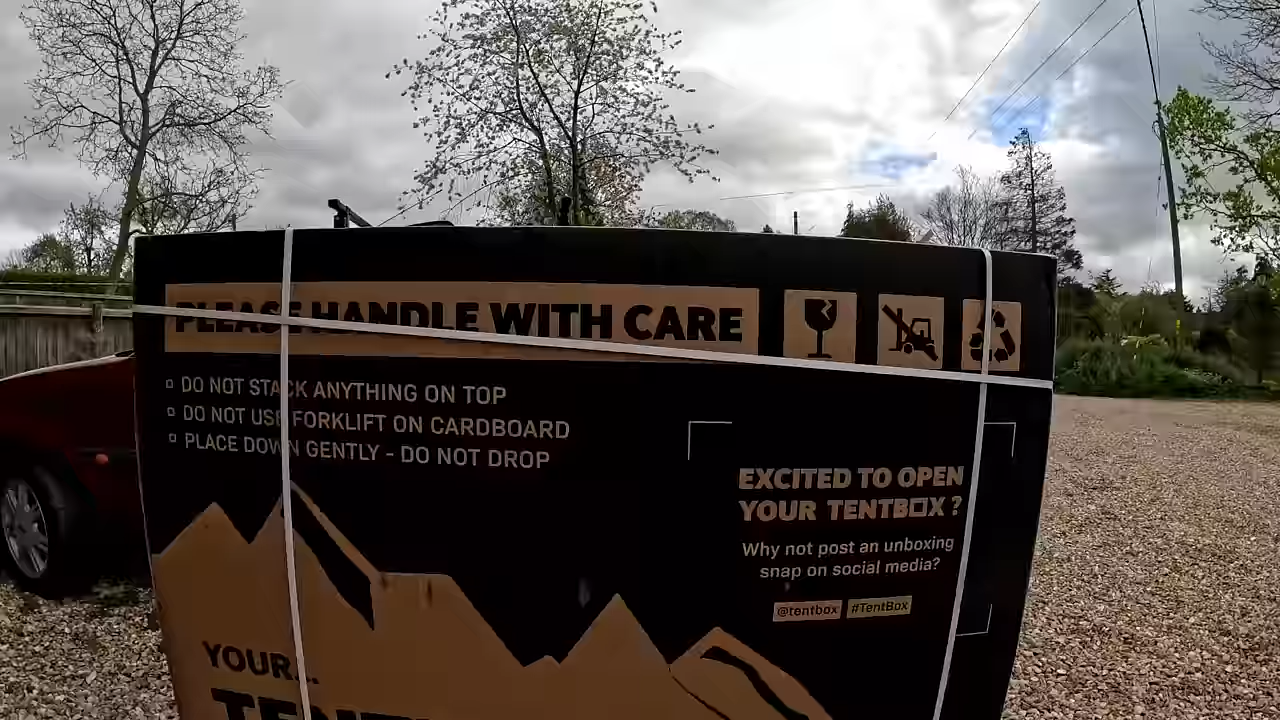 PLEASE HANDLE WITH CARE
DO NOT STACK ANYTHING ON TOP
DO NOT USE FORKLIFT ON CARDBOARD
PLACE DOWN GENTLY - DO NOT DROP
EXCITED TO OPEN
YOUR TENTBOX ?
Why not post an unboxing
snap on social media?
@tentbox #TentBox
YOUR...